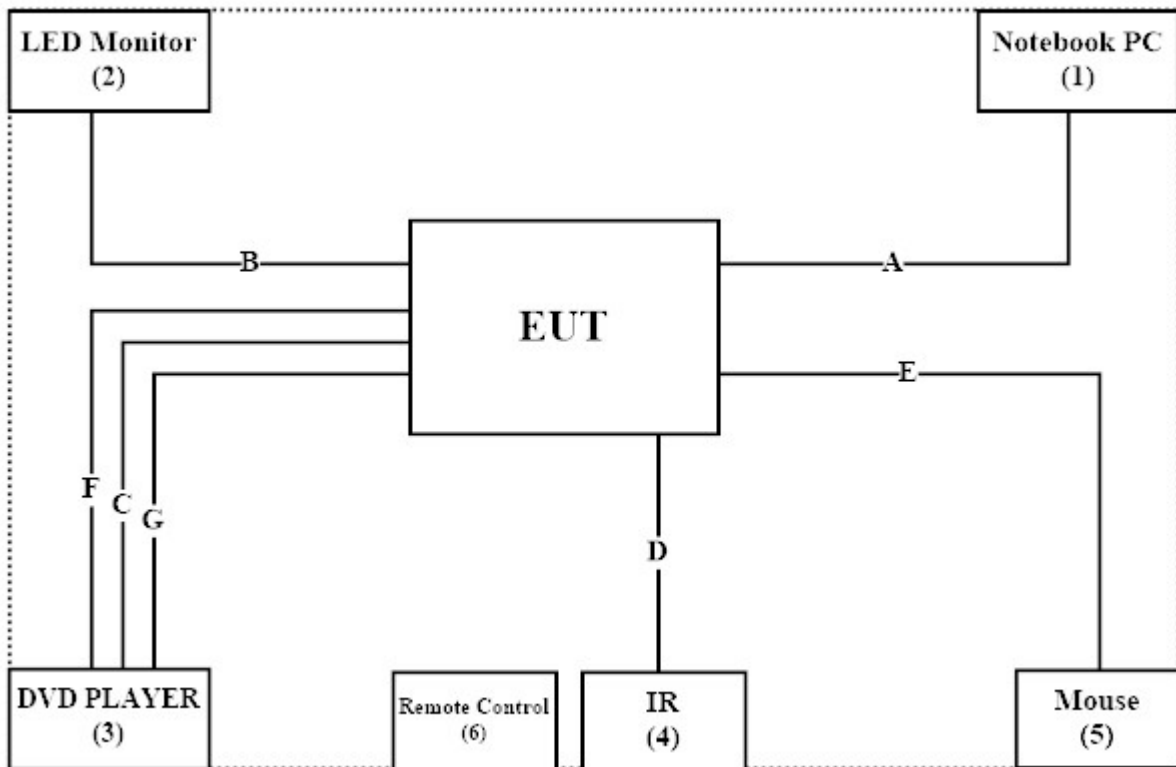 LED Monitor
(2)
Notebook PC
(1)
B
A
EUT
E
F
C
G
D
DVD PLAYER
(3)
Remote Control
(6)
IR
(4)
Mouse
(5)